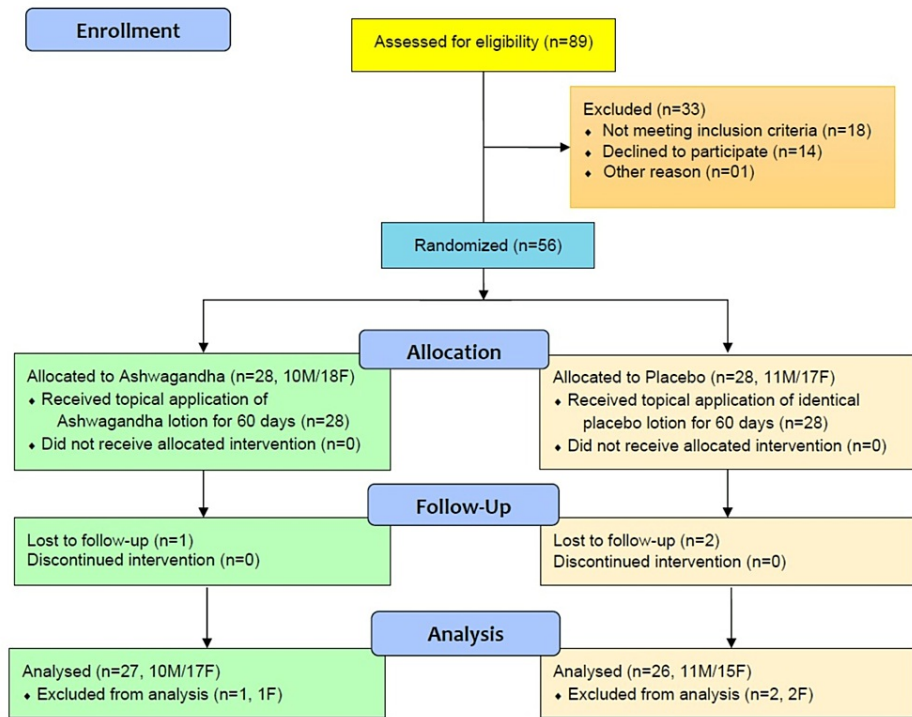 Enrollment
Assessed for eligibility (n=89)
Excluded (n=33)
⬧ Not meeting inclusion criteria (n=18)
⬧ Declined to participate (n=14)
⬧ Other reason (n=01)
Randomized (n=56)
Allocation
Allocated to Ashwagandha (n=28, 10M/18F)
⬧ Received topical application of
Ashwagandha lotion for 60 days (n=28)
⬧ Did not receive allocated intervention (n=0)
Allocated to Placebo (n=28, 11M/17F)
⬧ Received topical application of identical
placebo lotion for 60 days (n=28)
⬧ Did not receive allocated intervention (n=0)
Follow-Up
Lost to follow-up (n=1)
Discontinued intervention (n=0)
Lost to follow-up (n=2)
Discontinued intervention (n=0)
Analysis
Analysed (n=27, 10M/17F)
⬧ Excluded from analysis (n=1, 1F)
Analysed (n=26, 11M/15F)
⬧ Excluded from analysis (n=2, 2F)